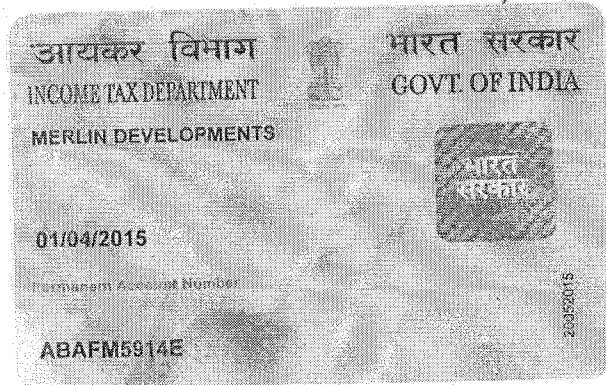 आयकर विभाग
भारत सरकार
INCOME TAX DEPARTMENT
GOVT. OF INDIA
MERLIN DEVELOPMENTS
भारत
सरकार
01/04/2015
Permanent Account Number
20052015
ABAFM5914E